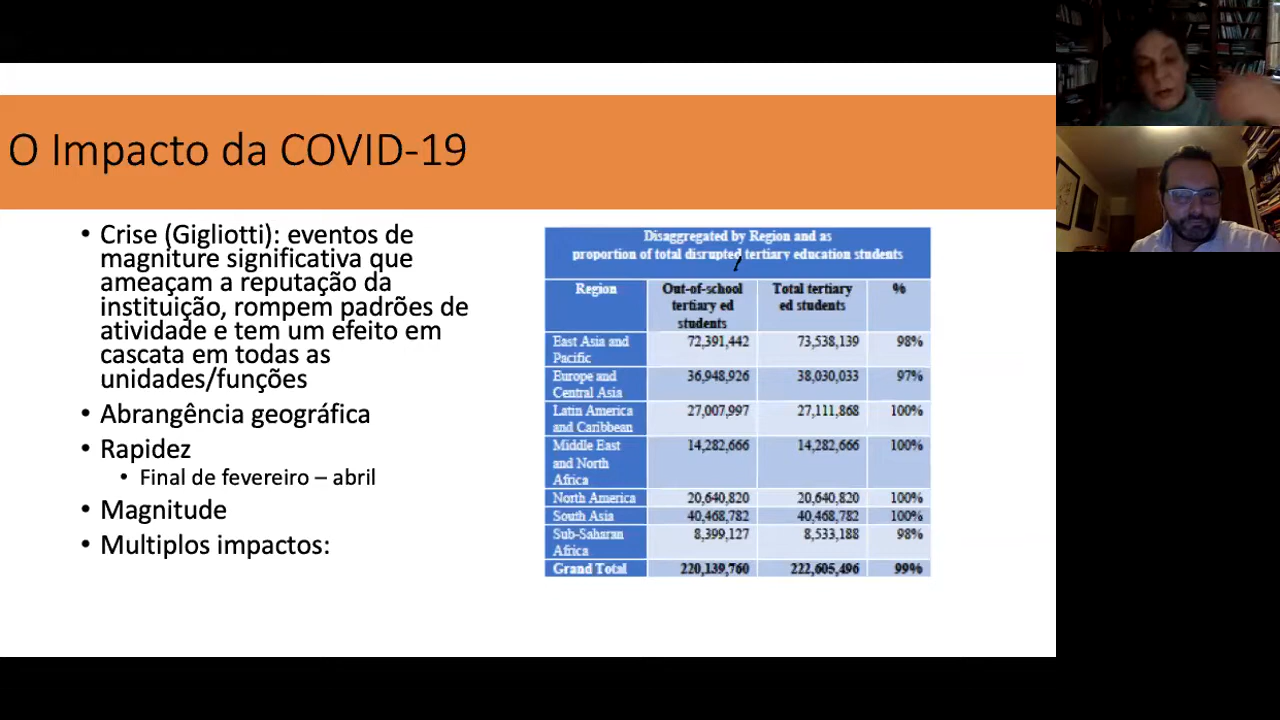 O Impacto da COVID-19
• Crise (Gigliotti): eventos de
magniture significativa que
ameaçam a reputação da
instituição, rompem padrões de
atividade e tem um efeito em
cascata em todas as
unidades/funções
• Abrangência geográfica
• Rapidez
• Final de fevereiro – abril
• Magnitude
• Multiplos impactos:
Disaggregated by Region and as
proportion of total disrupted tertiary education students
Region Out-of-school tertiary ed students Total tertiary ed students %
East Asia and Pacific 72,391,442 73,538,139 98%
Europe and Central Asia 36,948,926 38,030,033 97%
Latin America and Caribbean 27,007,997 27,111,868 100%
Middle East and North Africa 14,282,666 14,282,666 100%
North America 20,640,820 20,640,820 100%
South Asia 40,468,782 40,468,782 100%
Sub-Saharan Africa 8,399,127 8,533,188 98%
Grand Total 220,139,760 222,605,496 99%